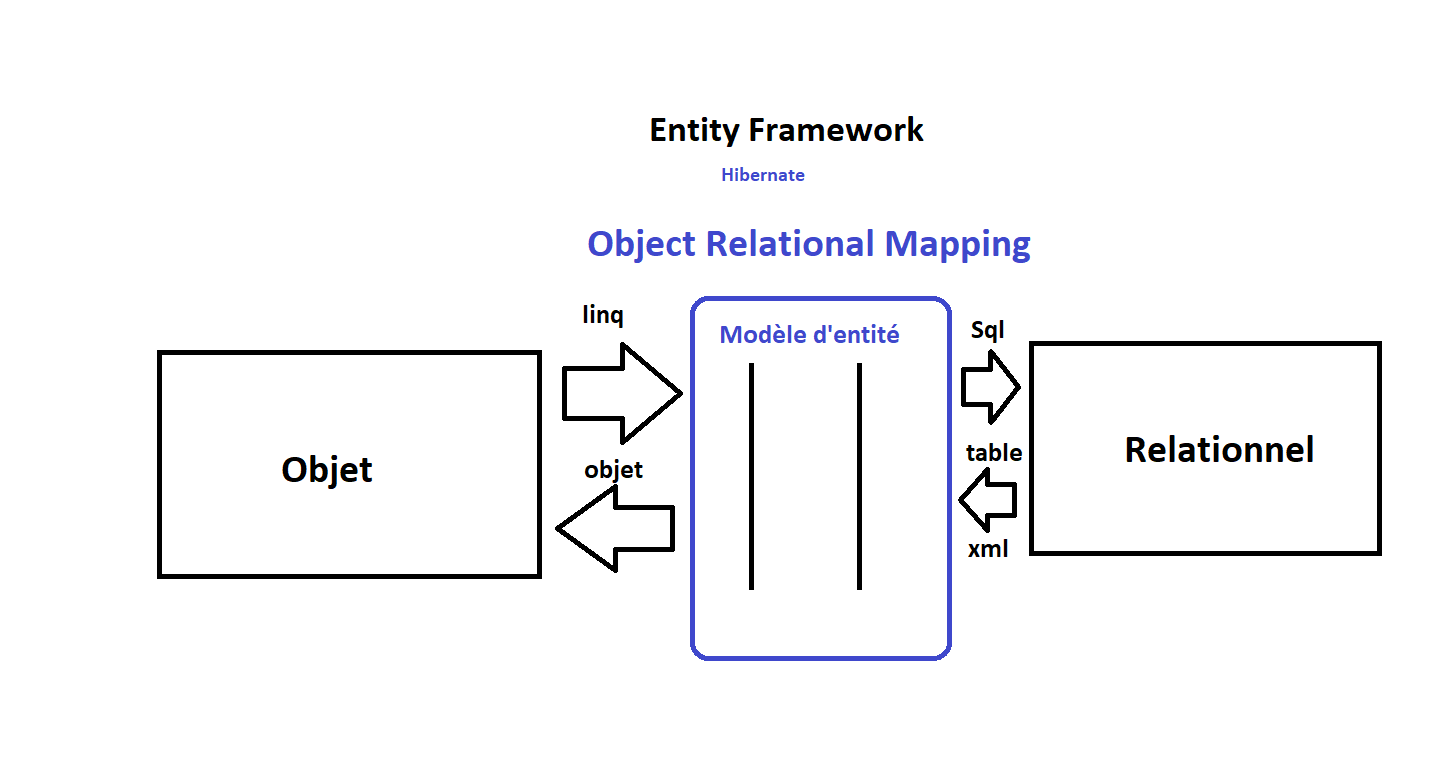 Entity Framework
Hibernate
Object Relational Mapping
linq
Modèle d'entité
Sql
Objet
objet
table
Relationnel
xml